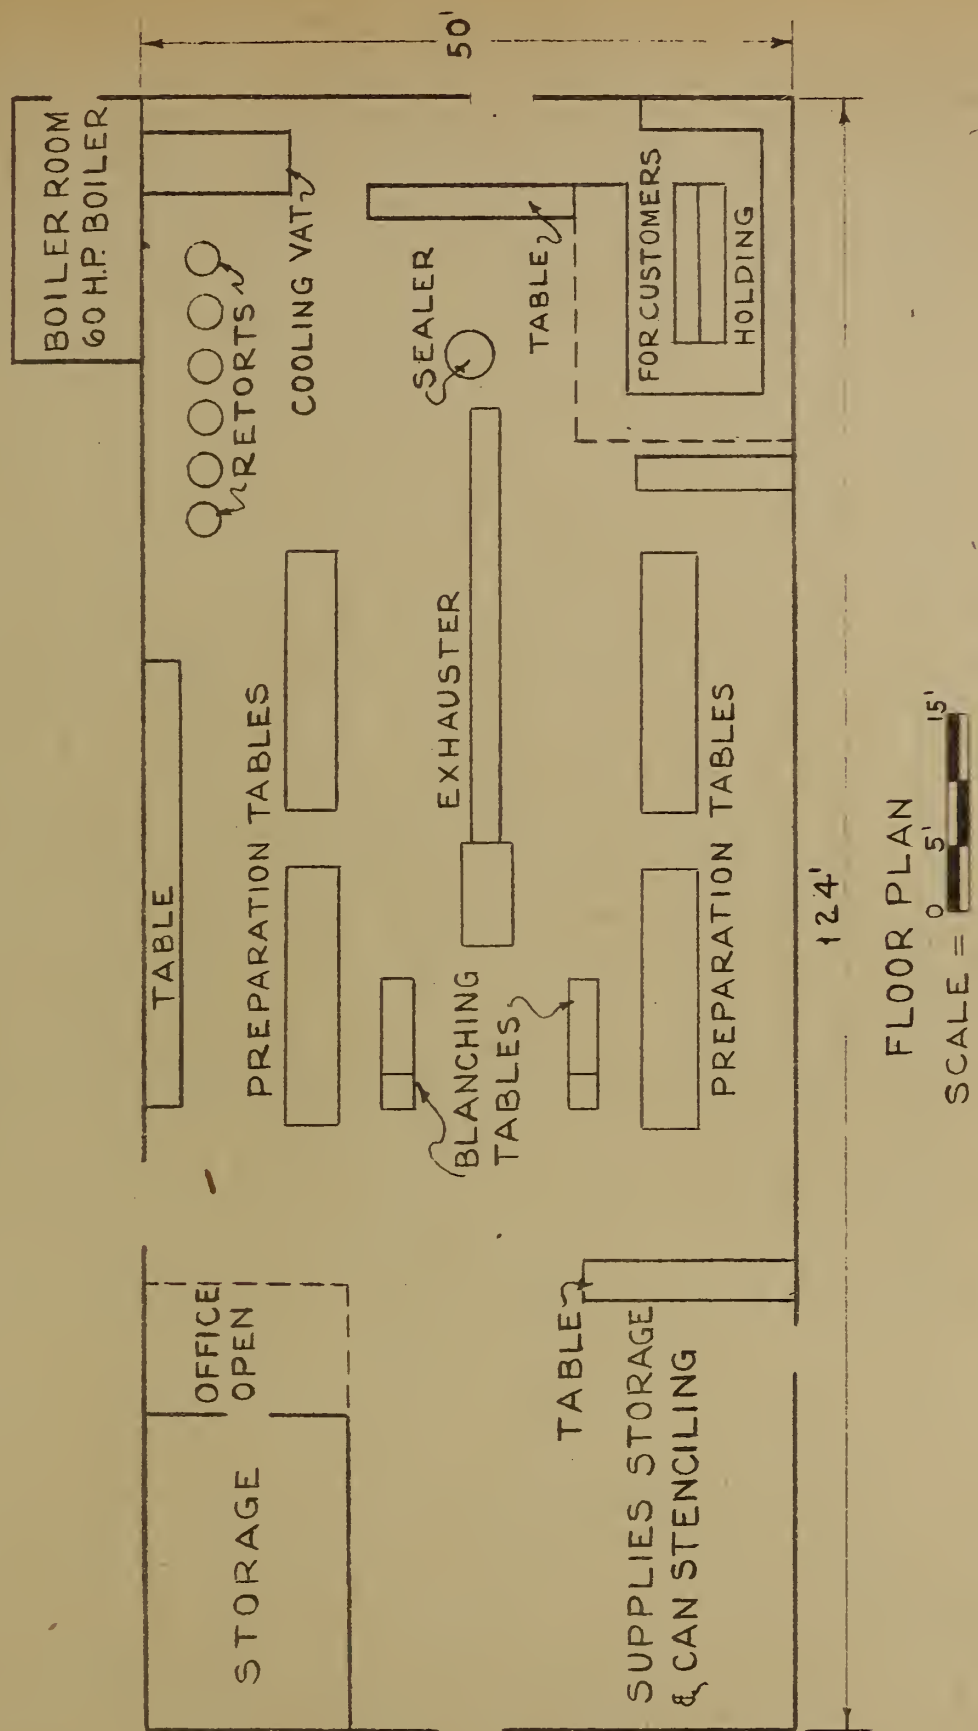 BOILER ROOM
60 H.P. BOILER
50'
RETORTS
COOLING VAT
SEALER
TABLE
FOR CUSTOMERS
HOLDING
TABLE
PREPARATION TABLES
EXHAUSTER
PREPARATION TABLES
BLANCHING
TABLES
124'
OFFICE
OPEN
STORAGE
TABLE
SUPPLIES STORAGE
& CAN STENCILING
FLOOR PLAN
SCALE = 0 5' 15'